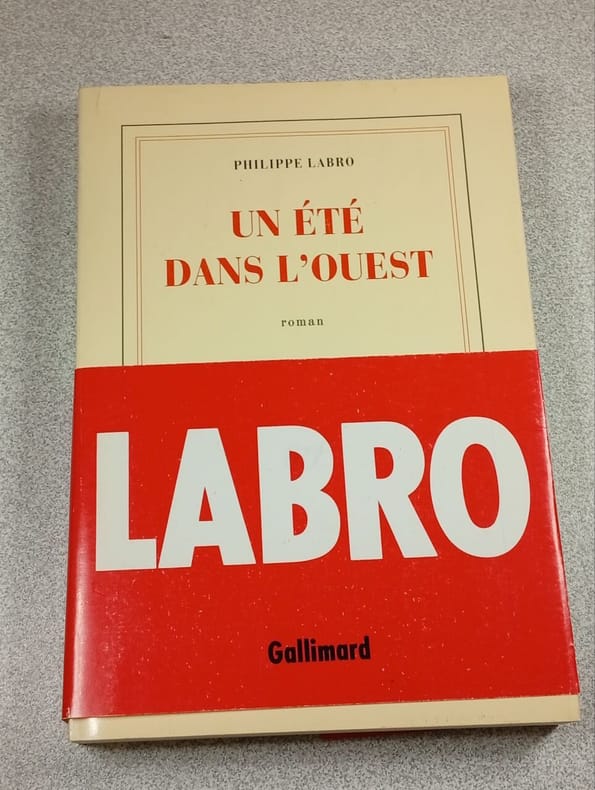 PHILIPPE LABRO
UN ÉTÉ
DANS L'OUEST
roman
LABRO
Gallimard